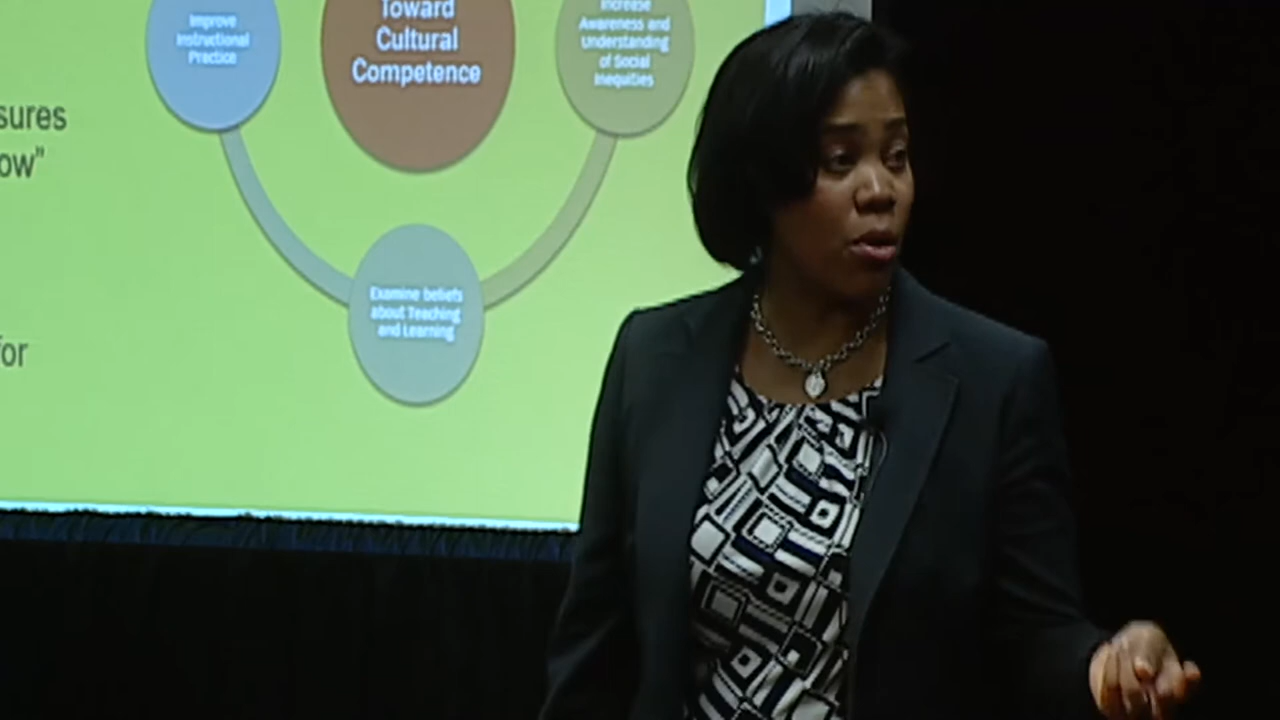 sures
ow”
for
Improve
Instructional
Practice
Toward
Cultural
Competence
Increase
Awareness and
Understanding
of Social
Inequities
Examine beliefs
about Teaching
and Learning